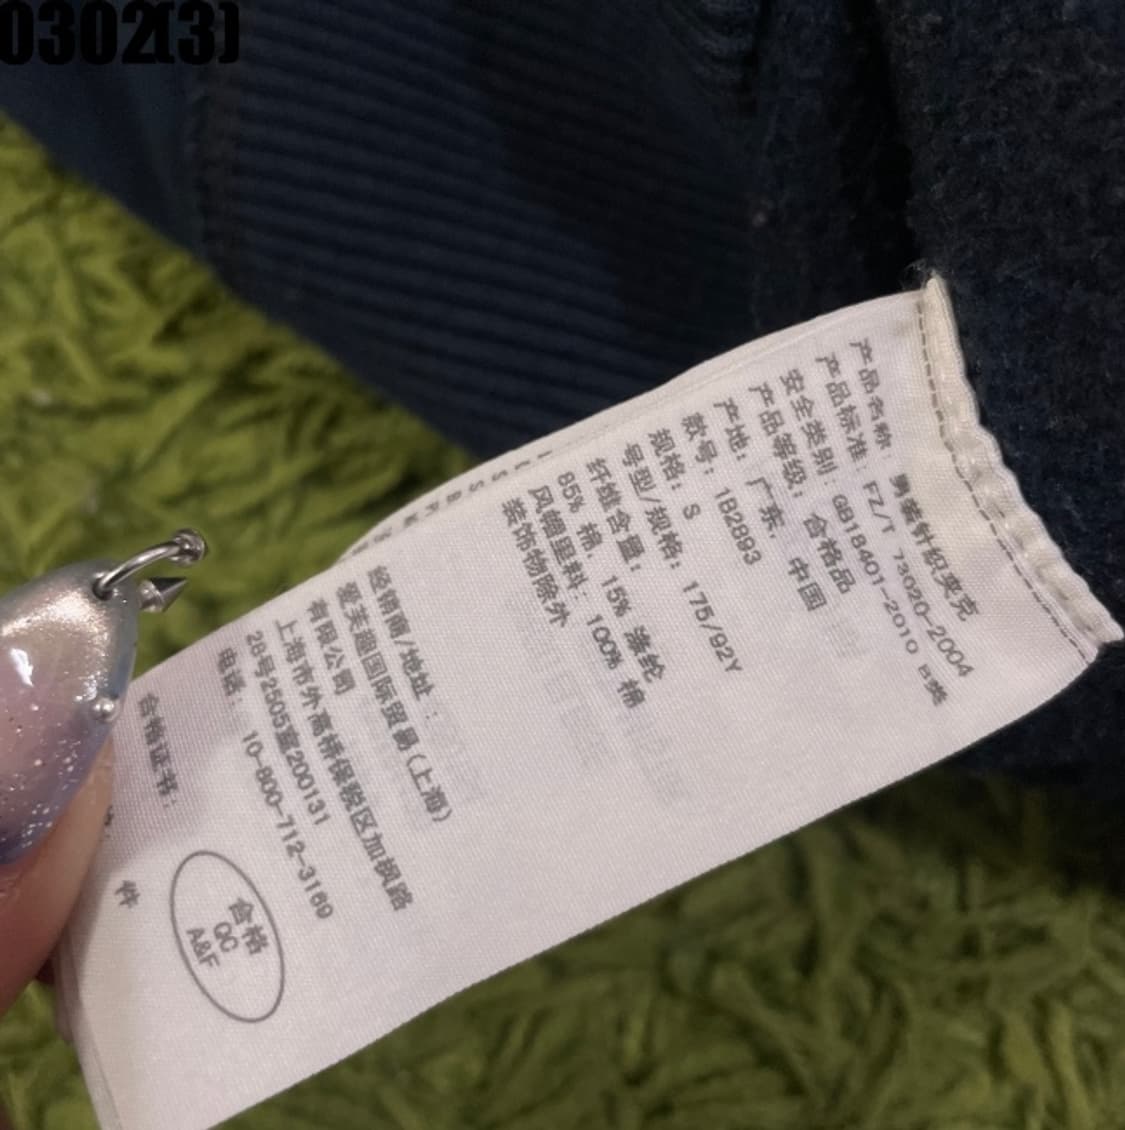 0302(3)
产品名称: 男装针织夹克
产品标准: FZ/T 73020-2004
安全类别: GB18401-2010 B类
产品等级: 合格品
产地: 广东, 中国
款号: 1B2893
规格: S
号型/规格: 175/92Y
纤维含量:
85% 棉, 15% 涤纶
风帽里料: 100% 棉
装饰物除外
经销商/地址:
爱芙趣国际贸易(上海)
有限公司
上海市外高桥保税区加枫路
28号2505室200131
电话: 10-800-712-3169
合格证书:
合格
QC
A&F
件